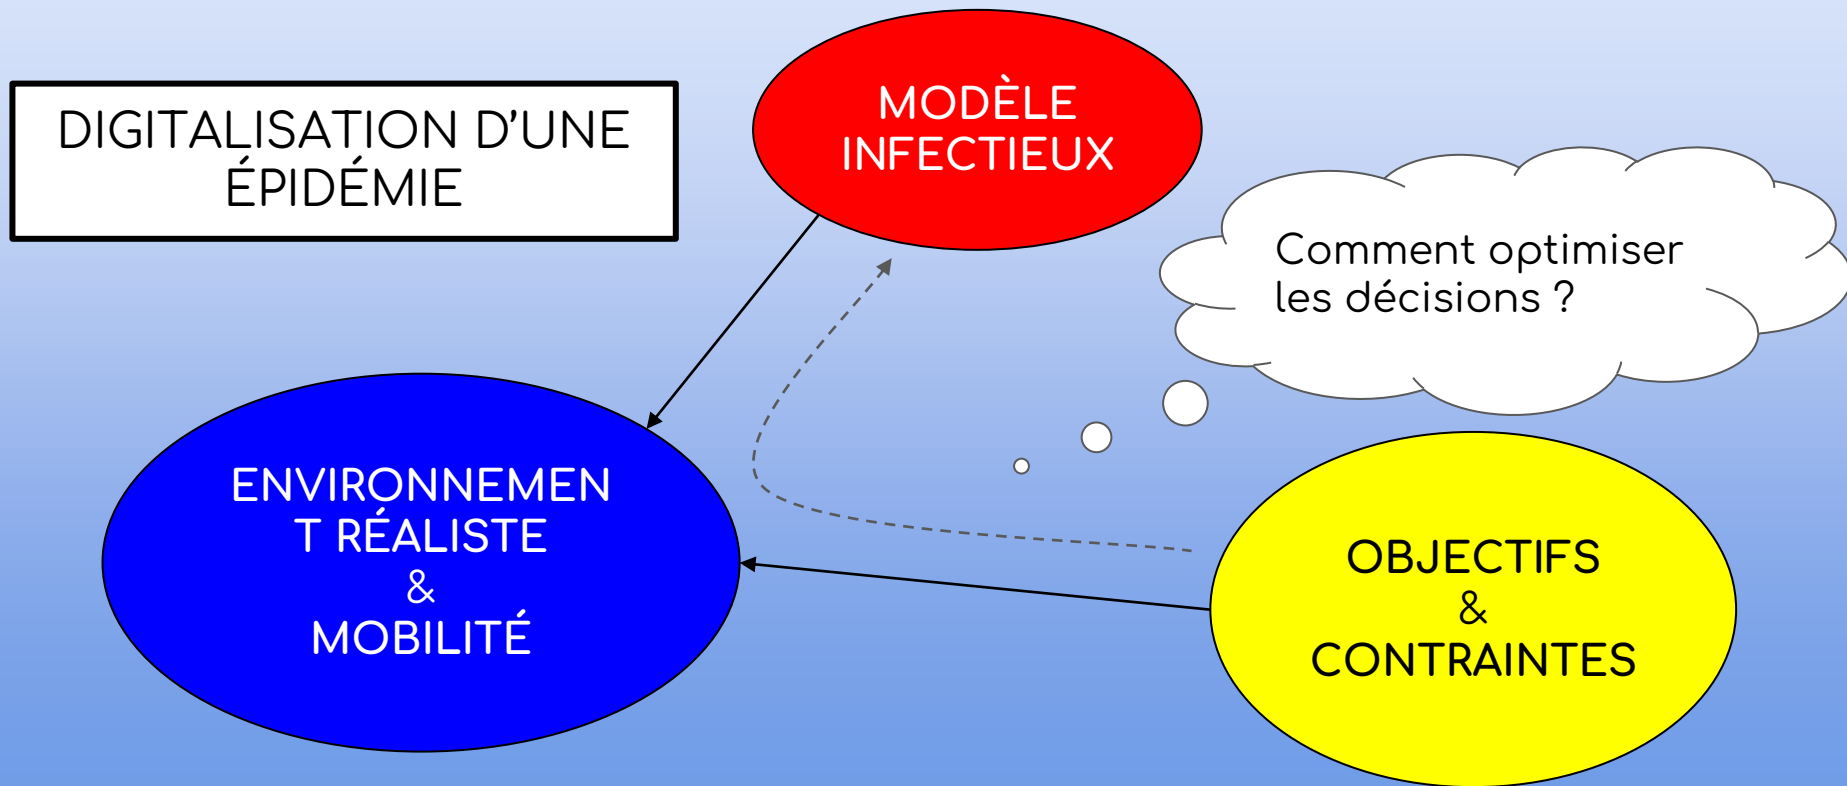 DIGITALISATION D'UNE
ÉPIDÉMIE
MODÈLE
INFECTIEUX
Comment optimiser
les décisions ?
ENVIRONNEMEN
T RÉALISTE
&
MOBILITÉ
OBJECTIFS
&
CONTRAINTES